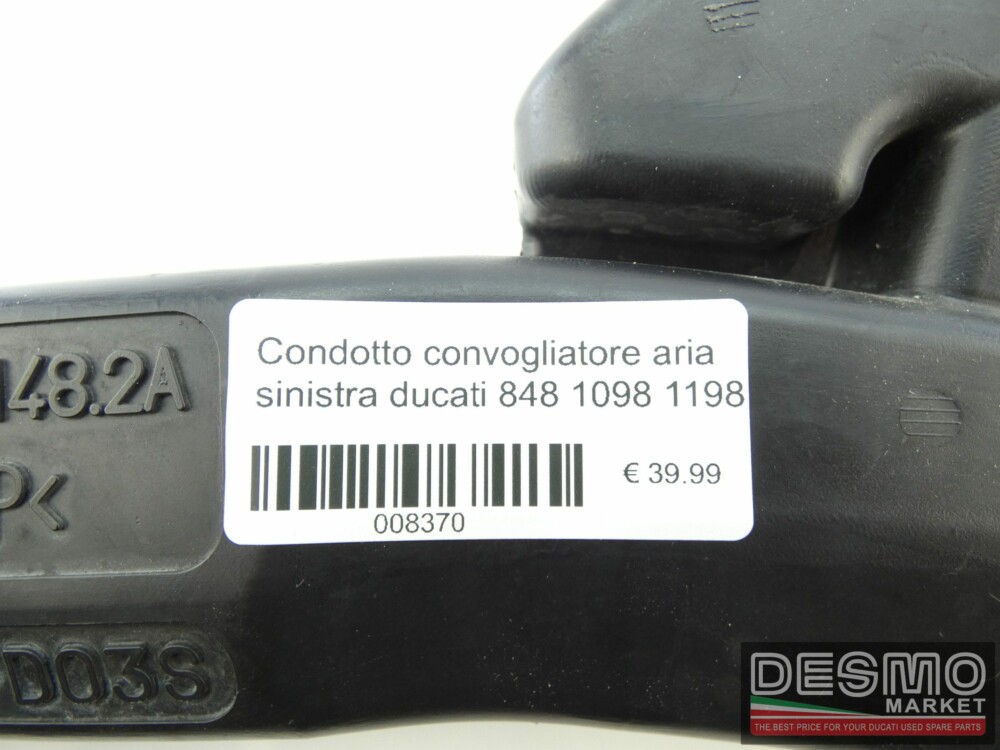 Condotto convogliatore aria
sinistra ducati 848 1098 1198
€ 39.99
008370
148.2A
P<
D03S
DESMO
MARKET
THE BEST PRICE FOR YOUR DUCATI USED SPARE PARTS